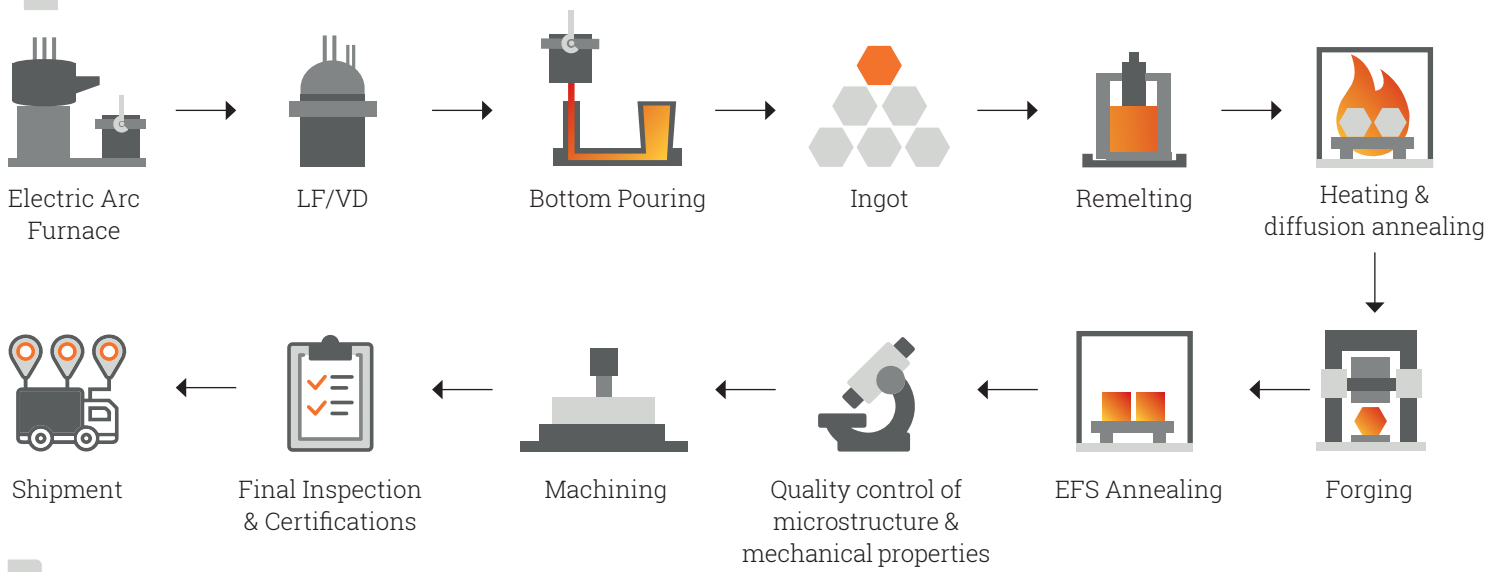 Electric Arc
Furnace
LF/VD
Bottom Pouring
Ingot
Remelting
Heating &
diffusion annealing
Shipment
Final Inspection
& Certifications
Machining
Quality control of
microstructure &
mechanical properties
EFS Annealing
Forging